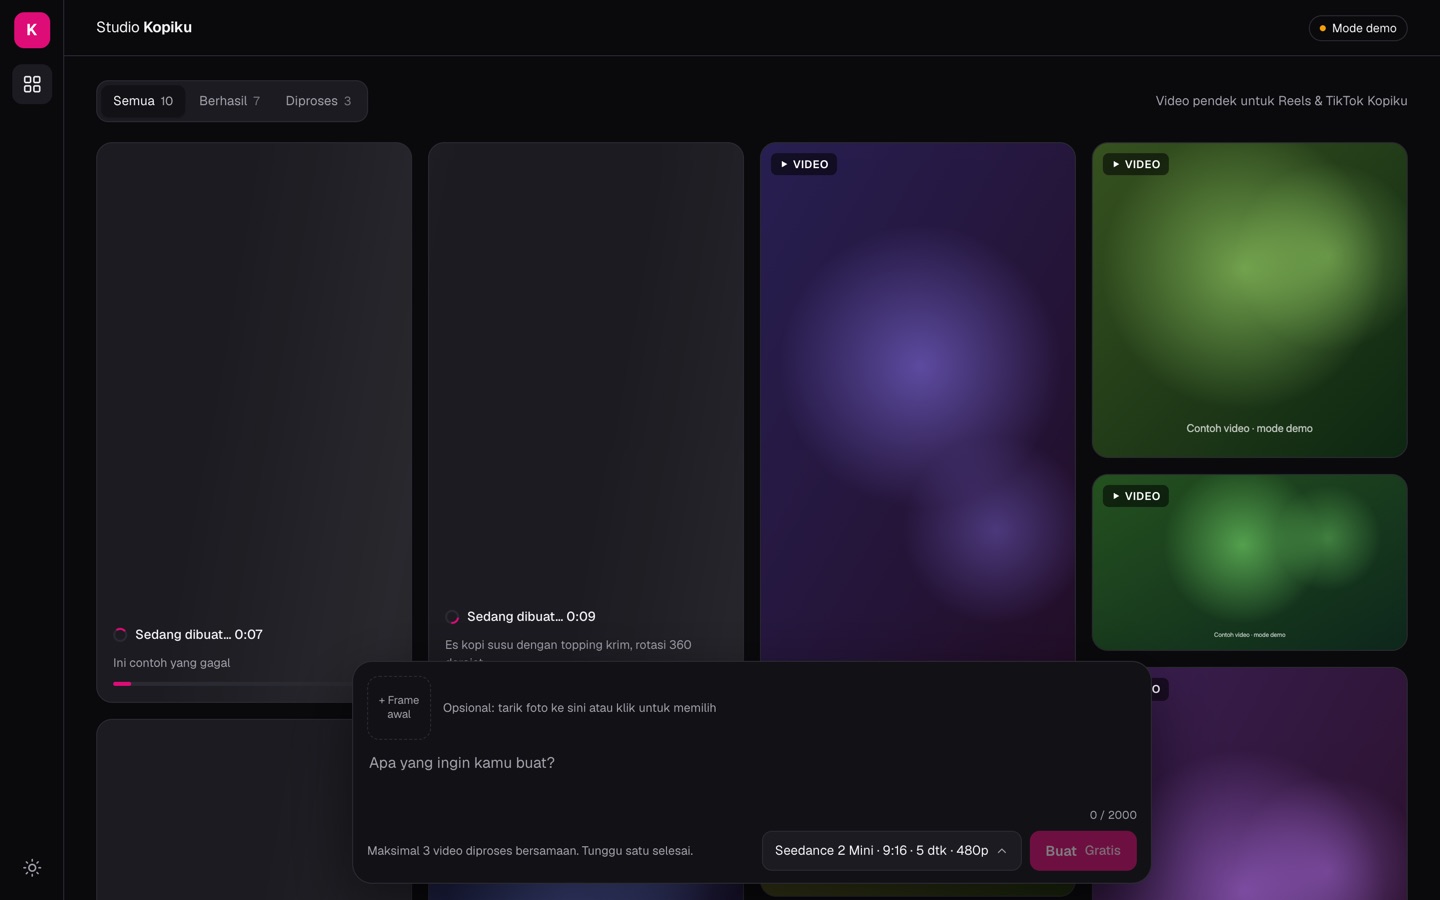 K
Studio Kopiku
Mode demo
Semua 10
Berhasil 7
Diproses 3
Video pendek untuk Reels & TikTok Kopiku
VIDEO
VIDEO
Contoh video · mode demo
VIDEO
Contoh video · mode demo
Sedang dibuat... 0:07
Ini contoh yang gagal
Sedang dibuat... 0:09
Es kopi susu dengan topping krim, rotasi 360
+ Frame
awal
Opsional: tarik foto ke sini atau klik untuk memilih
Apa yang ingin kamu buat?
0 / 2000
Maksimal 3 video diproses bersamaan. Tunggu satu selesai.
Seedance 2 Mini · 9:16 · 5 dtk · 480p
Buat Gratis